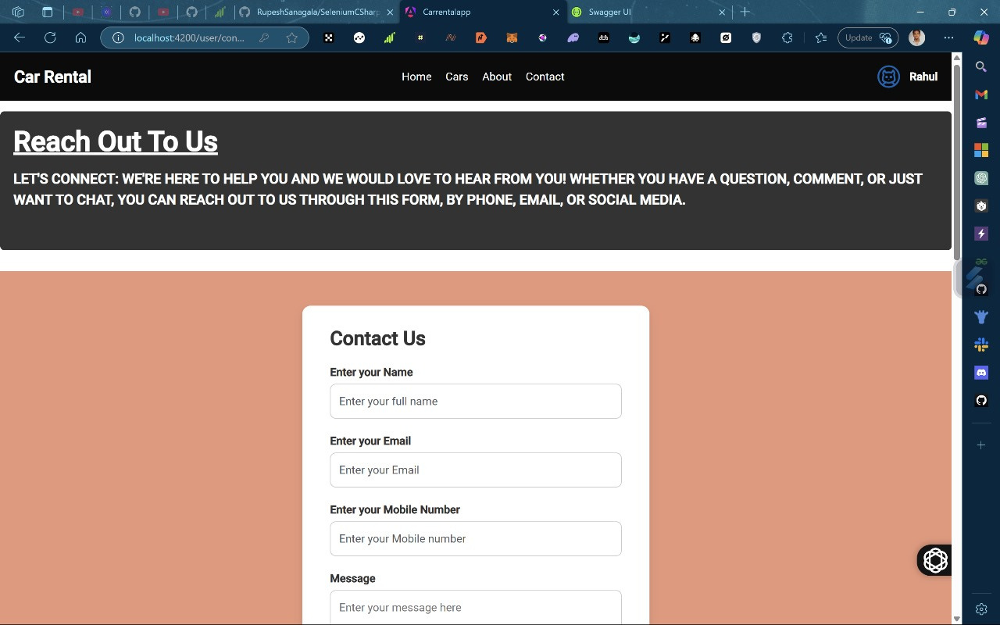 RupeshSanagala/SeleniumCSharp
Carrentalapp
Swagger UI
localhost:4200/user/con...
Update
Car Rental
Home
Cars
About
Contact
Rahul
Reach Out To Us
LET'S CONNECT: WE'RE HERE TO HELP YOU AND WE WOULD LOVE TO HEAR FROM YOU! WHETHER YOU HAVE A QUESTION, COMMENT, OR JUST
WANT TO CHAT, YOU CAN REACH OUT TO US THROUGH THIS FORM, BY PHONE, EMAIL, OR SOCIAL MEDIA.
Contact Us
Enter your Name
Enter your full name
Enter your Email
Enter your Email
Enter your Mobile Number
Enter your Mobile number
Message
Enter your message here